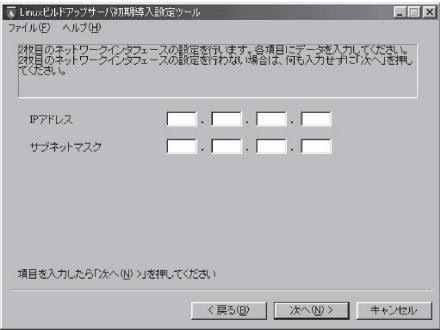 Linuxビルドアップサーバ初期導入設定ツール
ファイル(F) ヘルプ(H)
2枚目のネットワークインタフェースの設定を行います。各項目にデータを入力してください。
2枚目のネットワークインタフェースの設定を行わない場合は、何も入力せずに「次へ」を押し
てください。
IPアドレス . . .
サブネットマスク . . .
項目を入力したら「次へ(N) >」を押してください
< 戻る(B) 次へ(N) > キャンセル